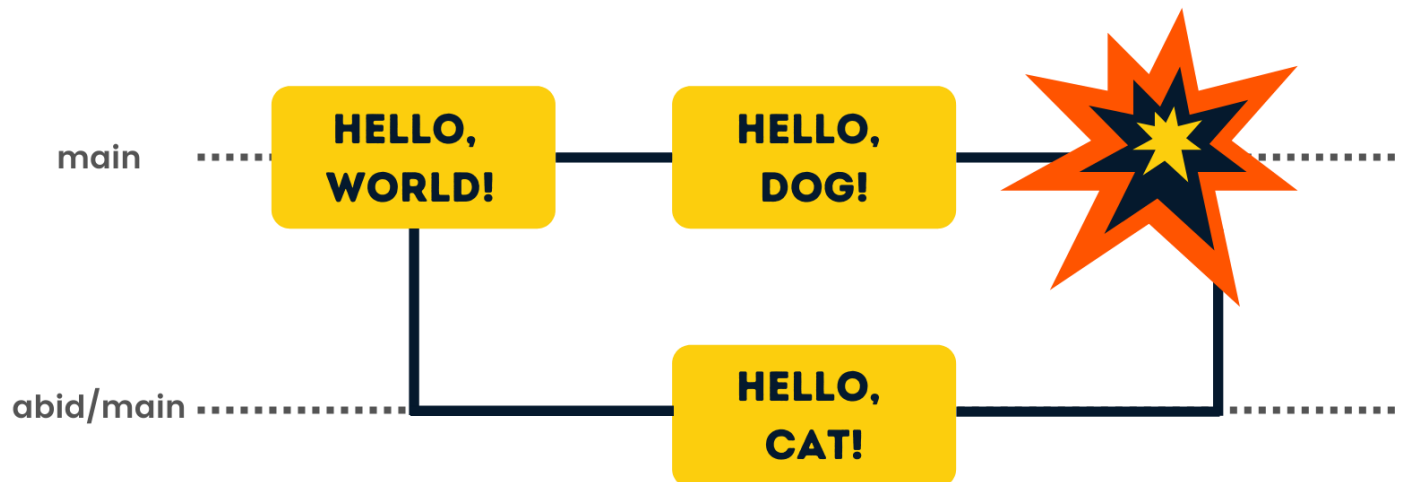 HELLO,
WORLD!
HELLO,
DOG!
main
abid/main
HELLO,
CAT!